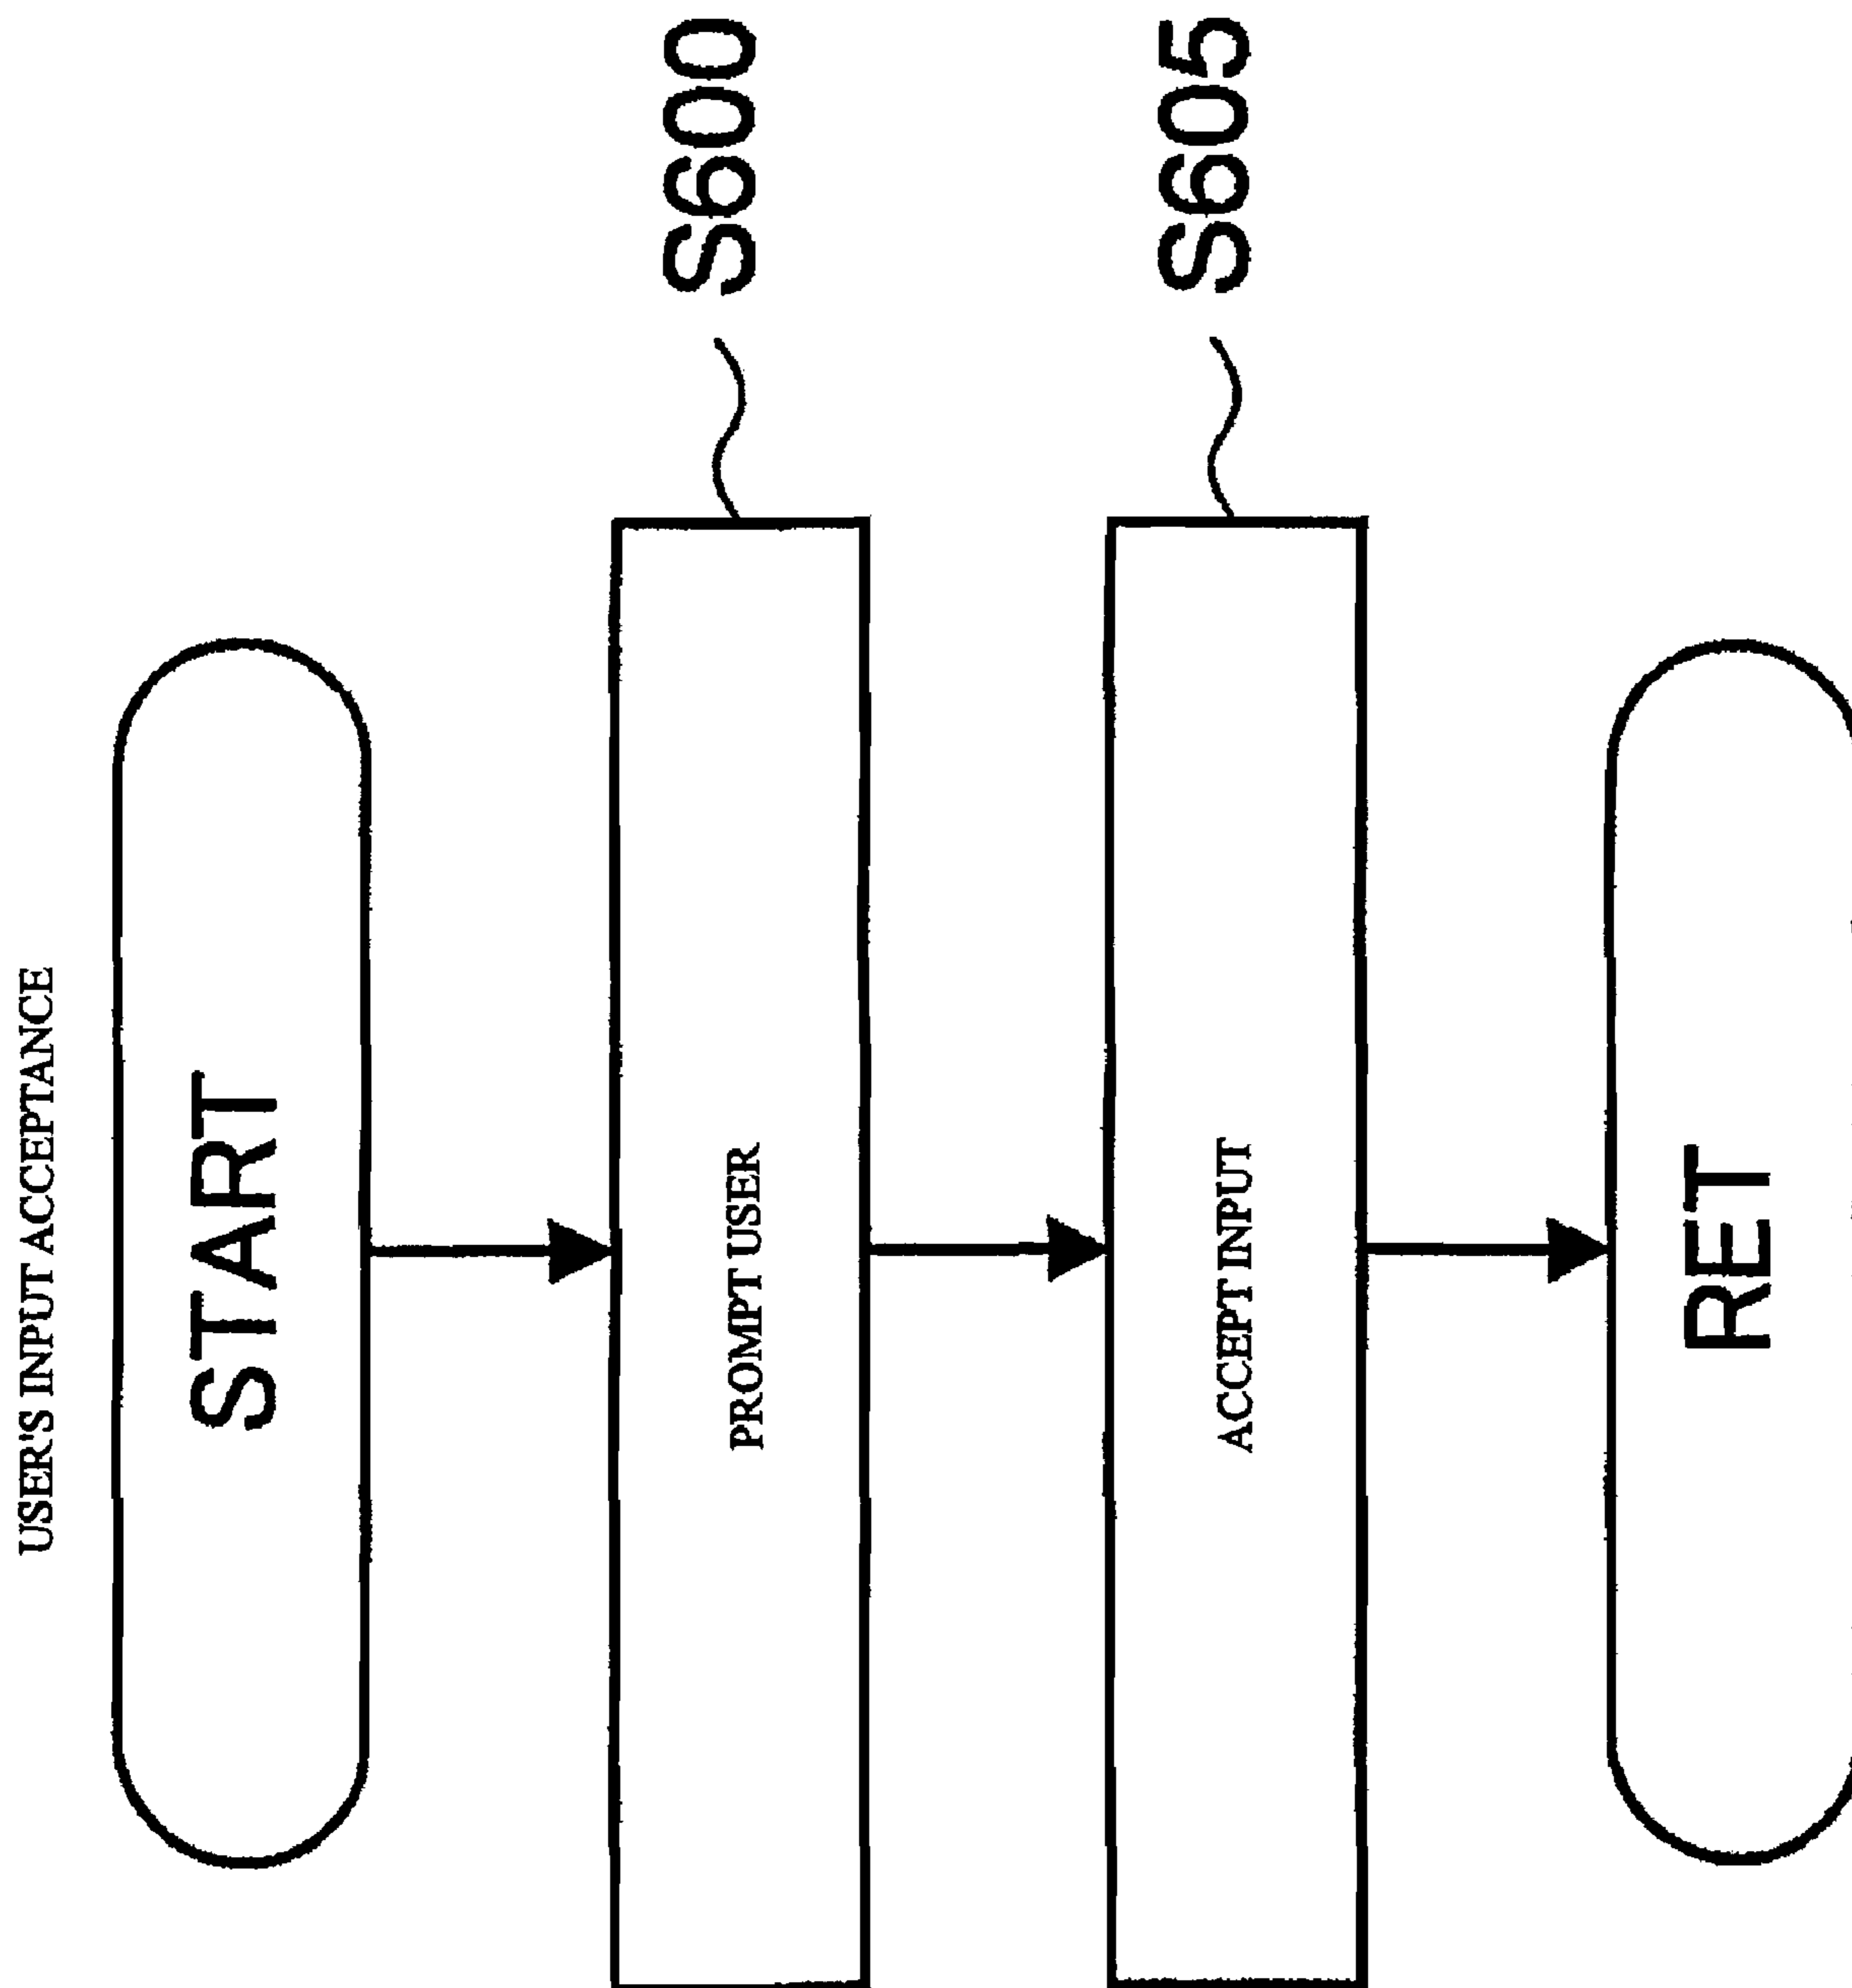 USER'S INPUT ACCEPTANCE
START
PROMPT USER
S600
ACCEPT INPUT
S605
RET